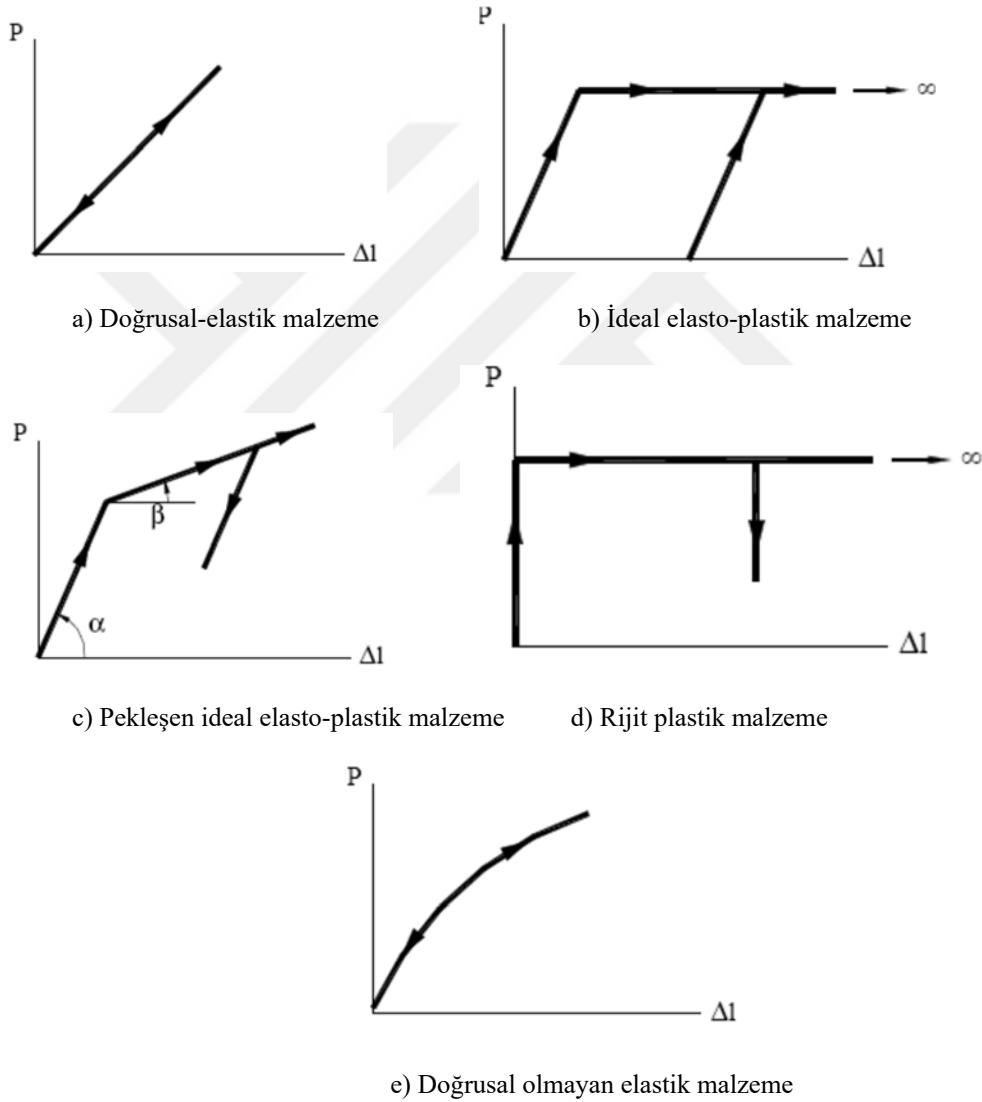 P
Δl
a) Doğrusal-elastik malzeme
P
∞
Δl
b) İdeal elasto-plastik malzeme
P
β
α
Δl
c) Pekleşen ideal elasto-plastik malzeme
P
∞
Δl
d) Rijit plastik malzeme
P
Δl
e) Doğrusal olmayan elastik malzeme